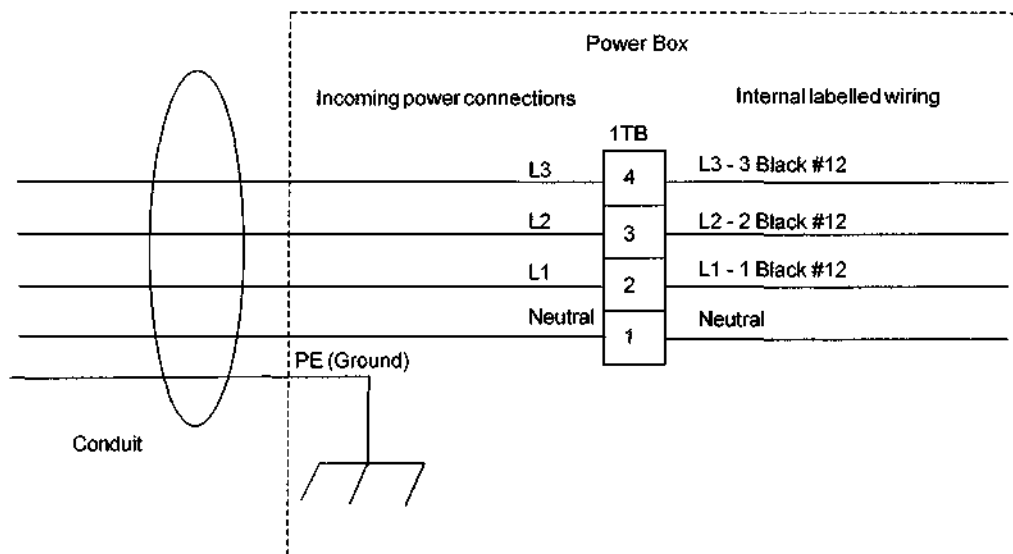 Power Box
Incoming power connections
Internal labelled wiring
1TB
L3
4
L3 - 3 Black #12
L2
3
L2 - 2 Black #12
L1
2
L1 - 1 Black #12
Neutral
1
Neutral
PE (Ground)
Conduit